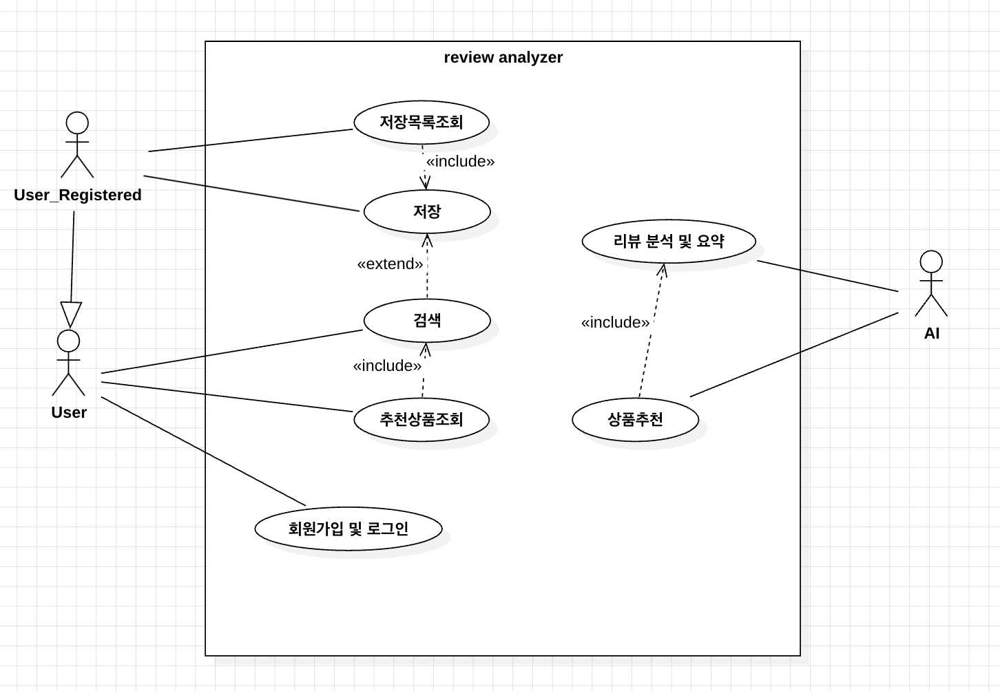 review analyzer
저장목록조회
«include»
User_Registered
저장
리뷰 분석 및 요약
«extend»
검색
«include»
AI
«include»
User
추천상품조회
상품추천
회원가입 및 로그인